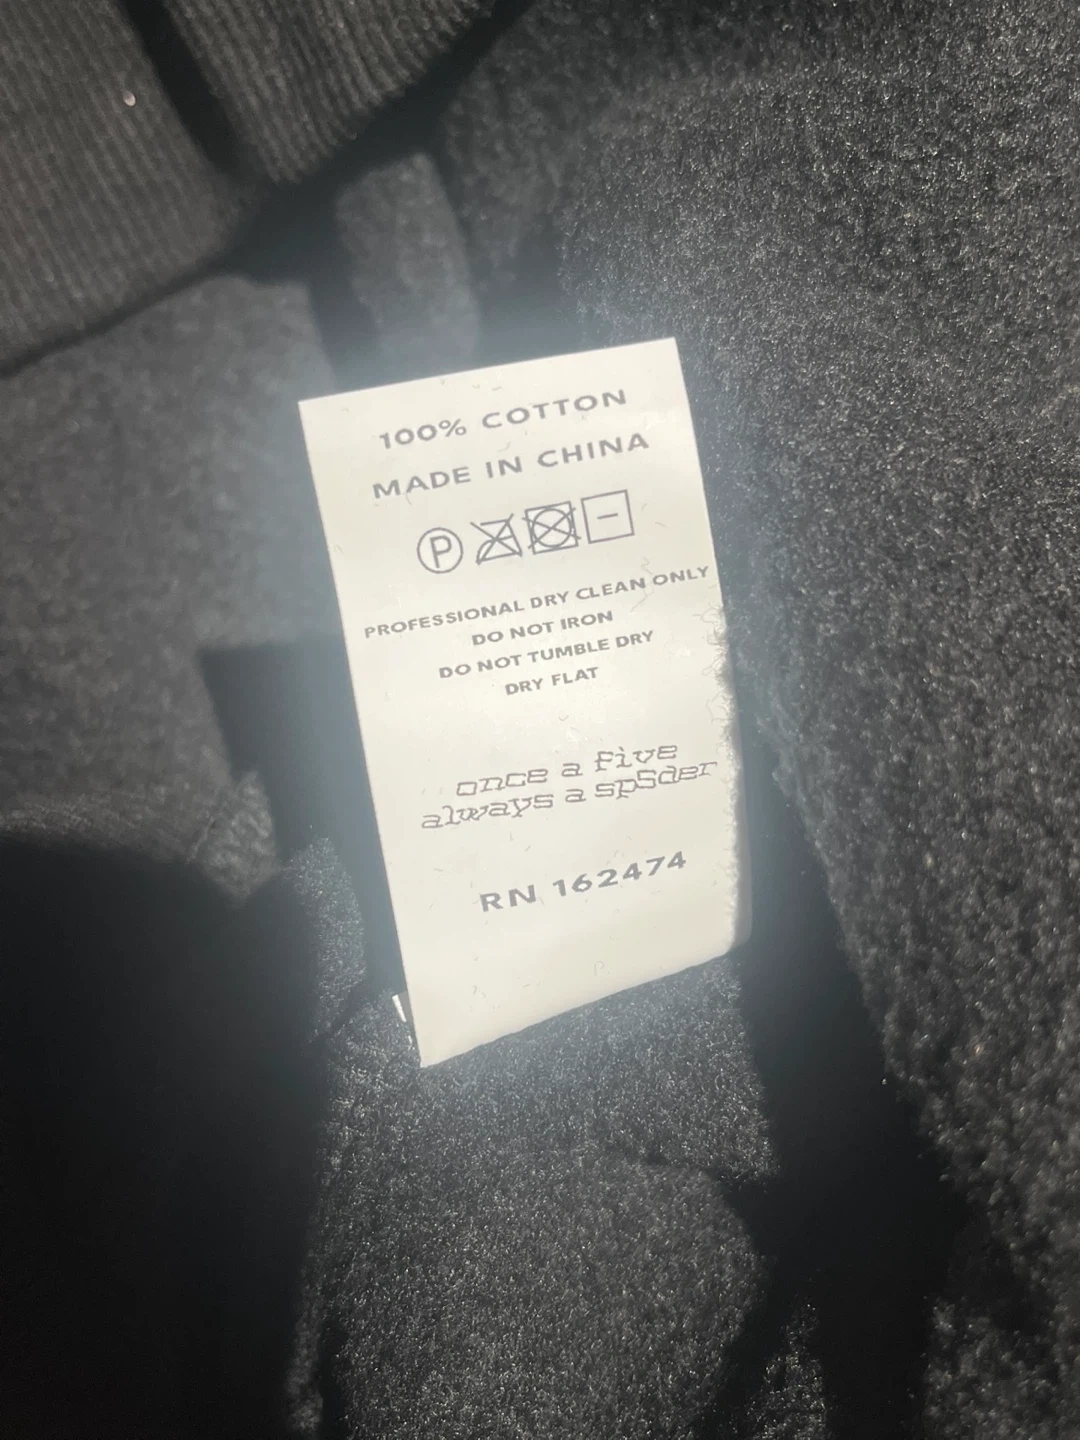 100% COTTON
MADE IN CHINA
P
PROFESSIONAL DRY CLEAN ONLY
DO NOT IRON
DO NOT TUMBLE DRY
DRY FLAT
once a five
always a sp5der
RN 162474